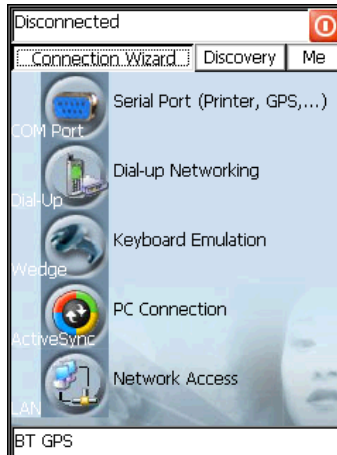 Disconnected
Connection Wizard Discovery Me
Serial Port (Printer, GPS,...)
COM Port
Dial-up Networking
Dial-Up
Keyboard Emulation
Wedge
PC Connection
ActiveSync
Network Access
LAN
BT GPS